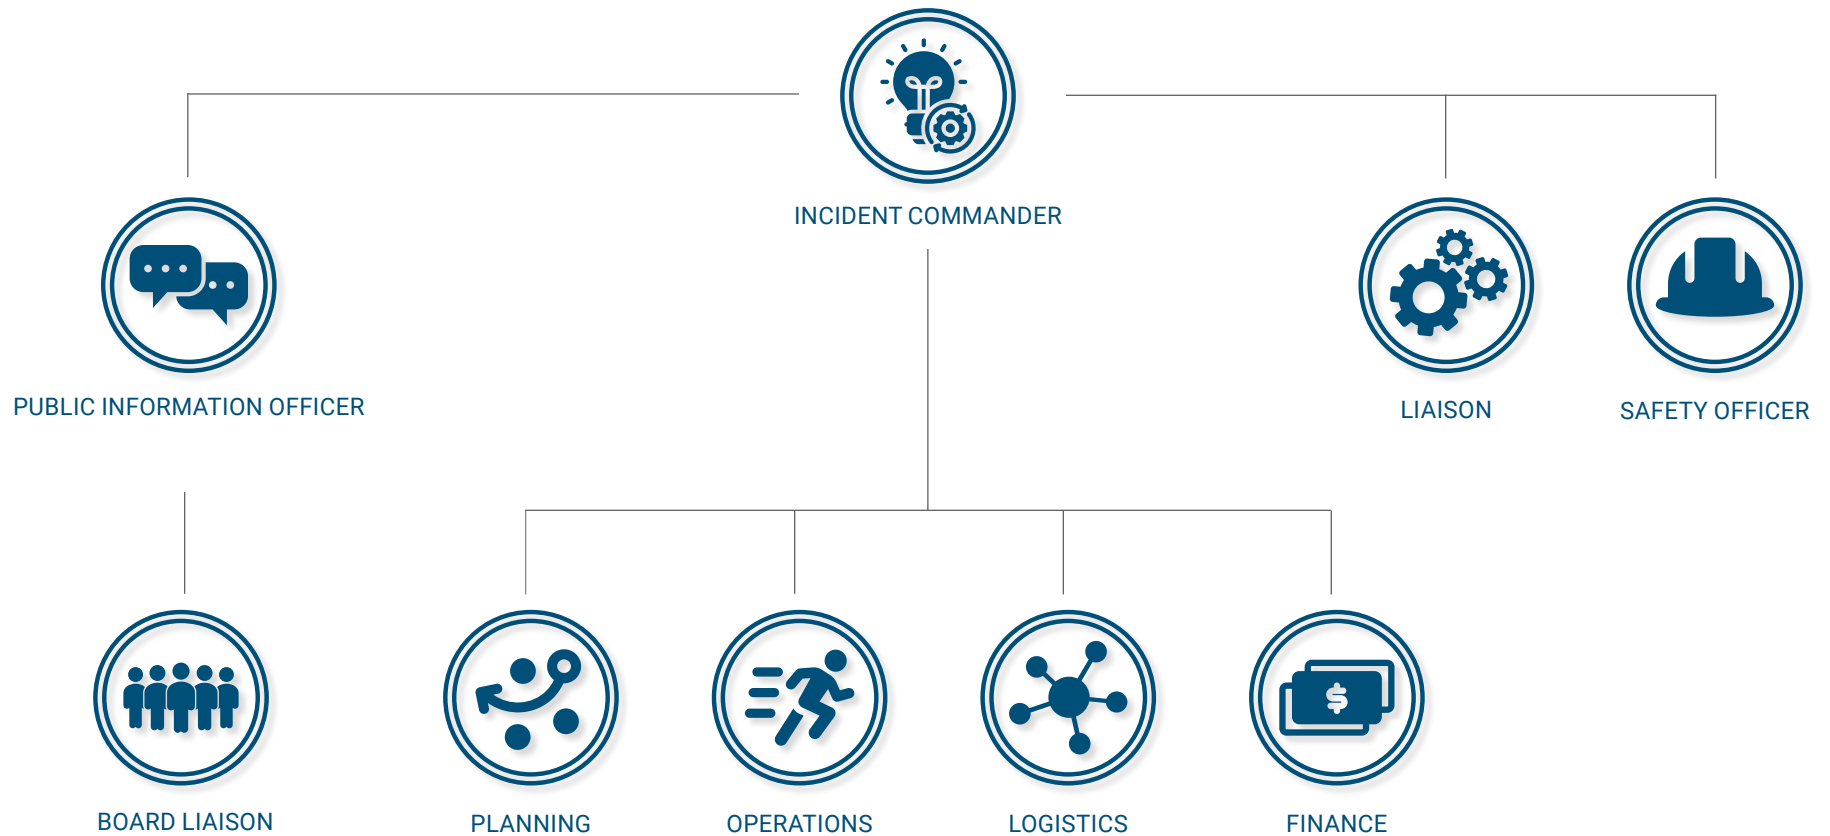 INCIDENT COMMANDER
PUBLIC INFORMATION OFFICER
LIAISON
SAFETY OFFICER
BOARD LIAISON
PLANNING
OPERATIONS
LOGISTICS
$
FINANCE